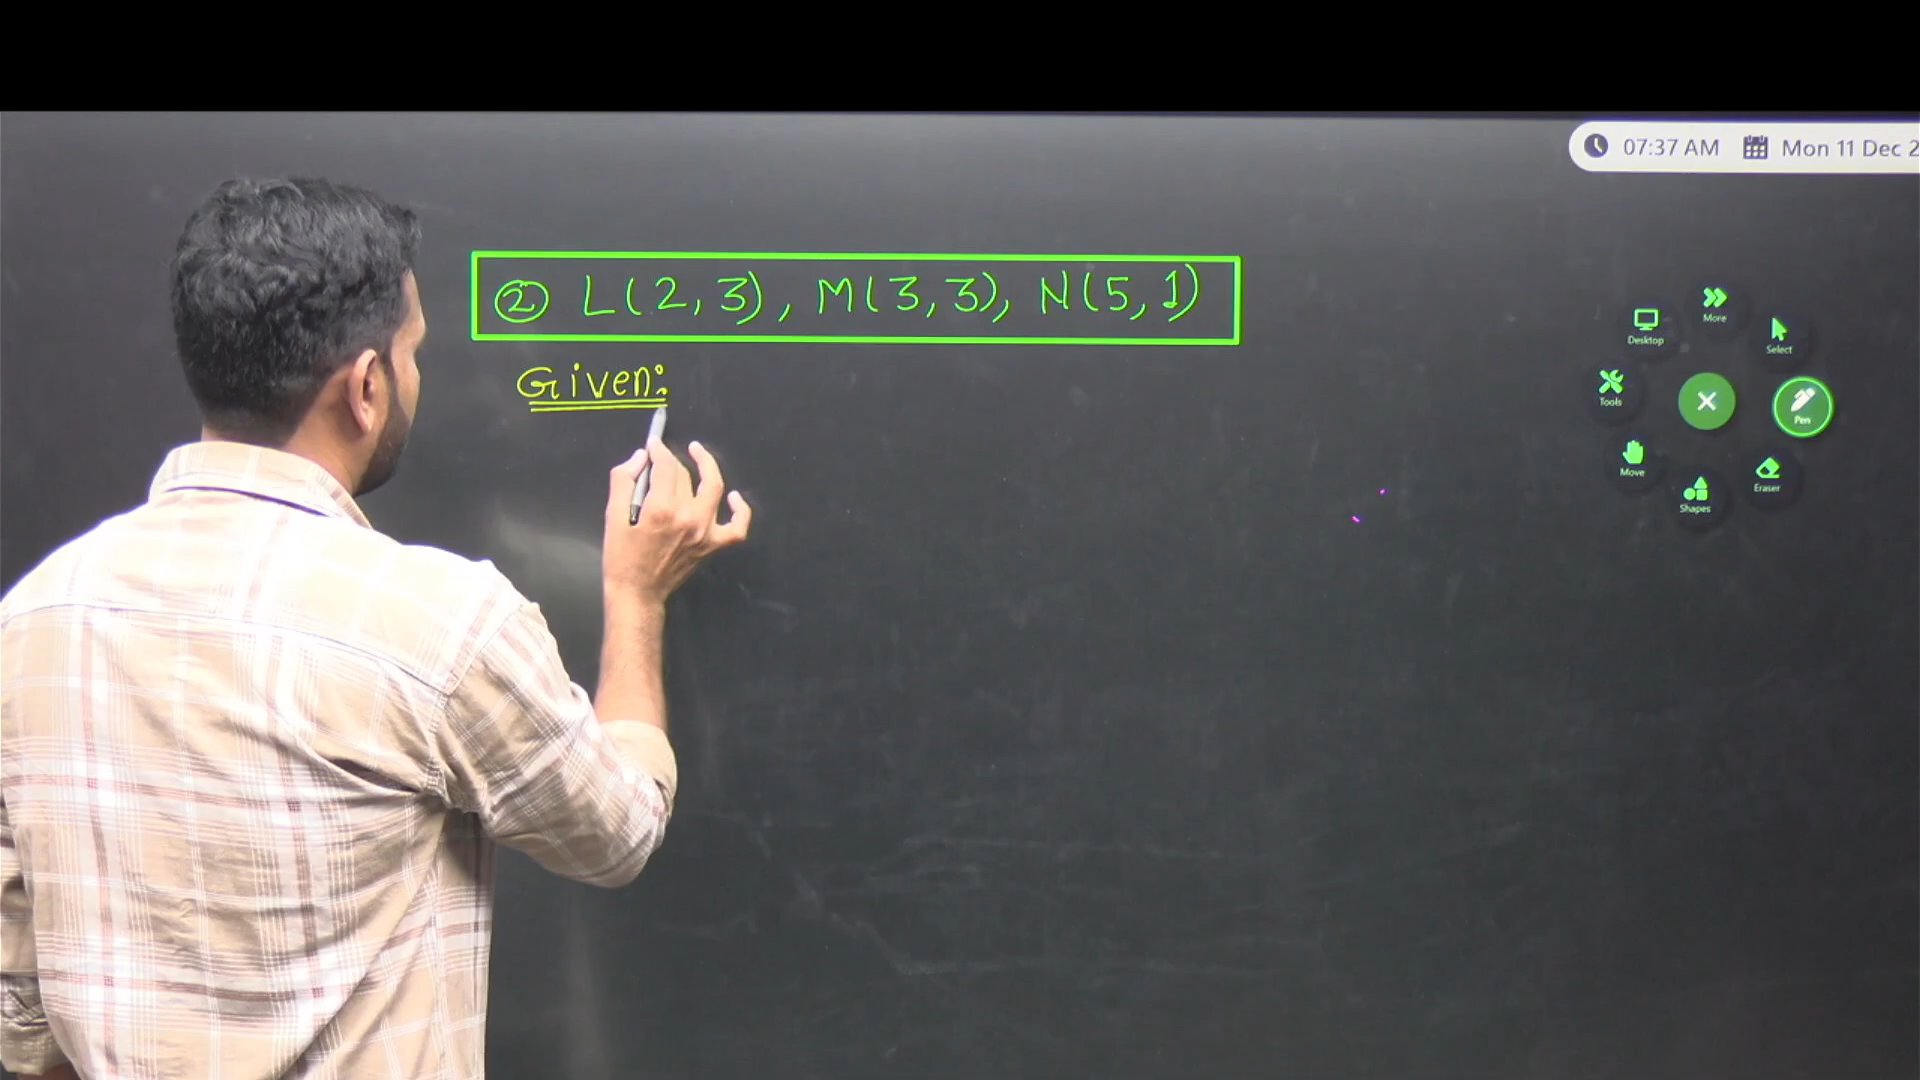 07:37 AM Mon 11 Dec 2
② L(2,3), M(3,3), N(5,1)
Given:
More
Desktop
Select
Tools
Pen
Move
Eraser
Shapes